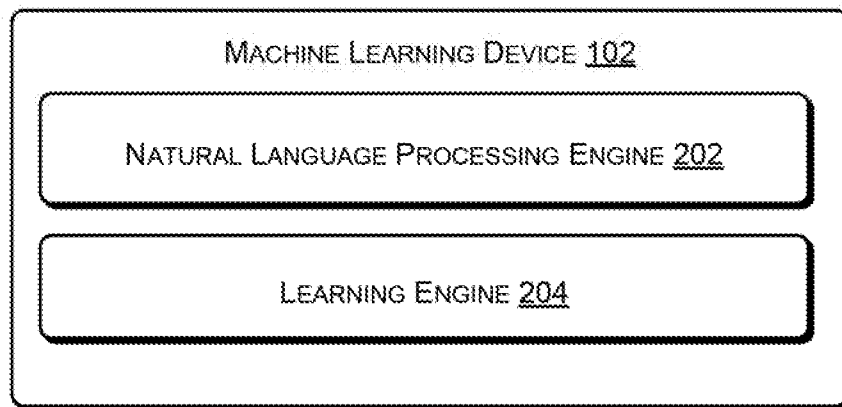 MACHINE LEARNING DEVICE 102
NATURAL LANGUAGE PROCESSING ENGINE 202
LEARNING ENGINE 204